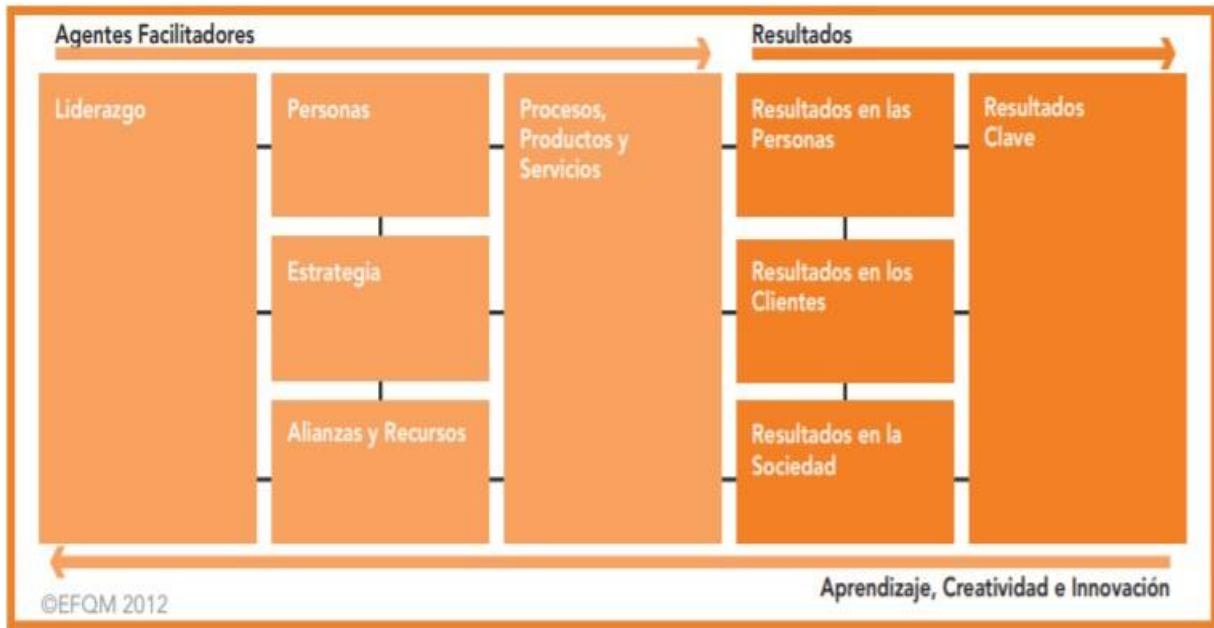 Agentes Facilitadores
Resultados
Liderazgo
Personas
Procesos,
Productos y
Servicios
Resultados en las
Personas
Resultados
Clave
Estrategia
Resultados en los
Clientes
Alianzas y Recursos
Resultados en la
Sociedad
Aprendizaje, Creatividad e Innovación
©EFQM 2012